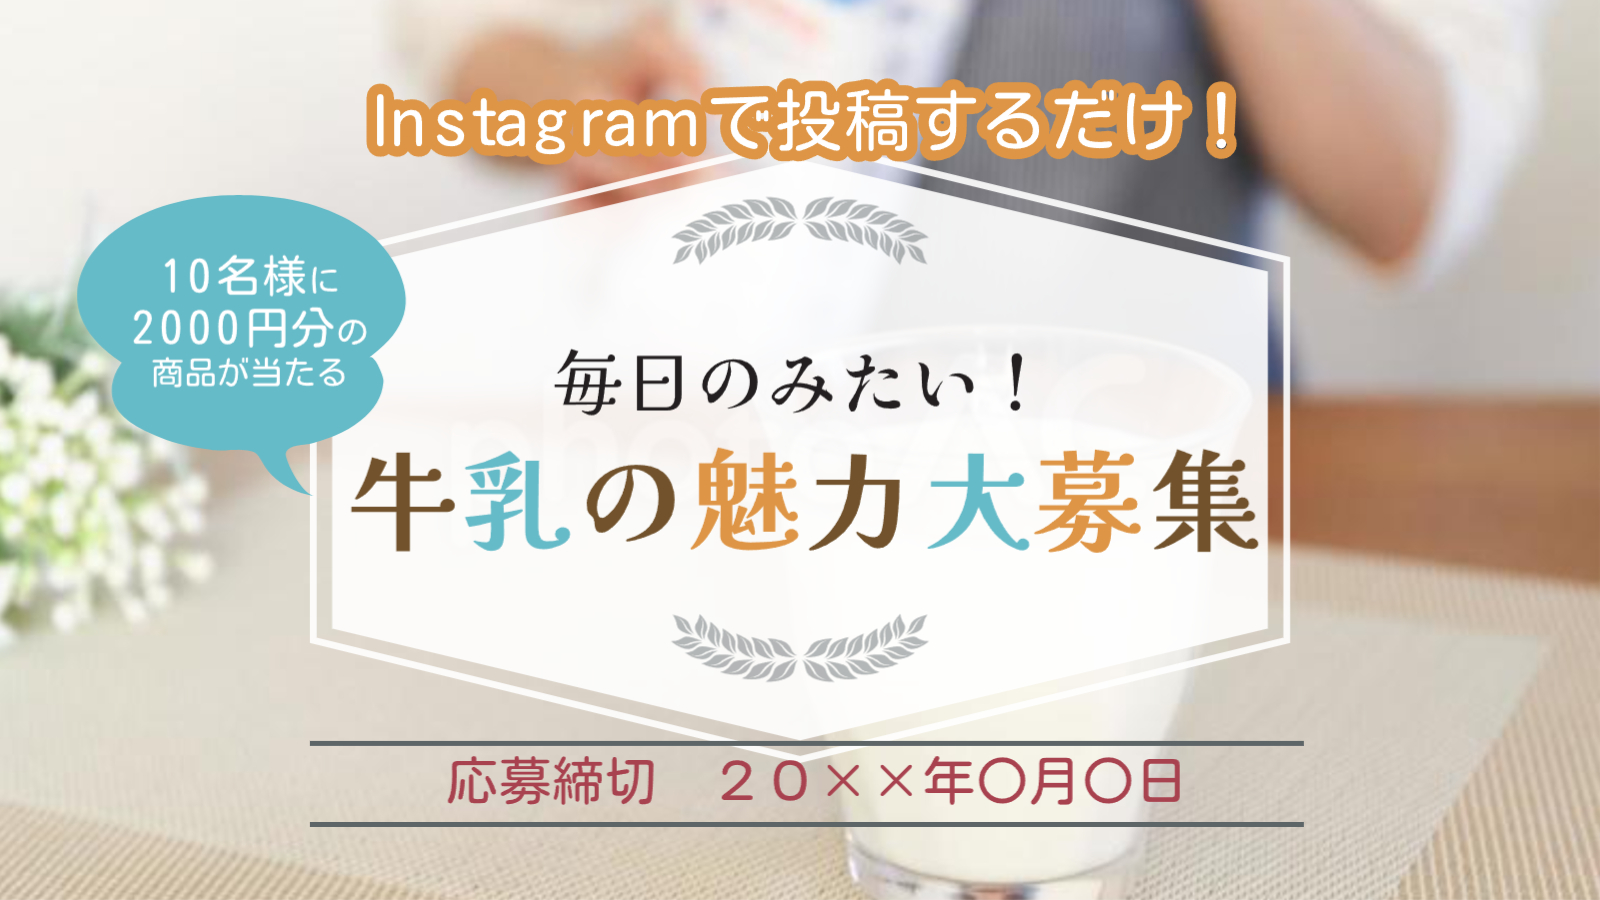 Instagramで投稿するだけ！
10名様に
2000円分の
商品が当たる
毎日のみたい！
牛乳の魅力大募集
応募締切　２０××年〇月〇日